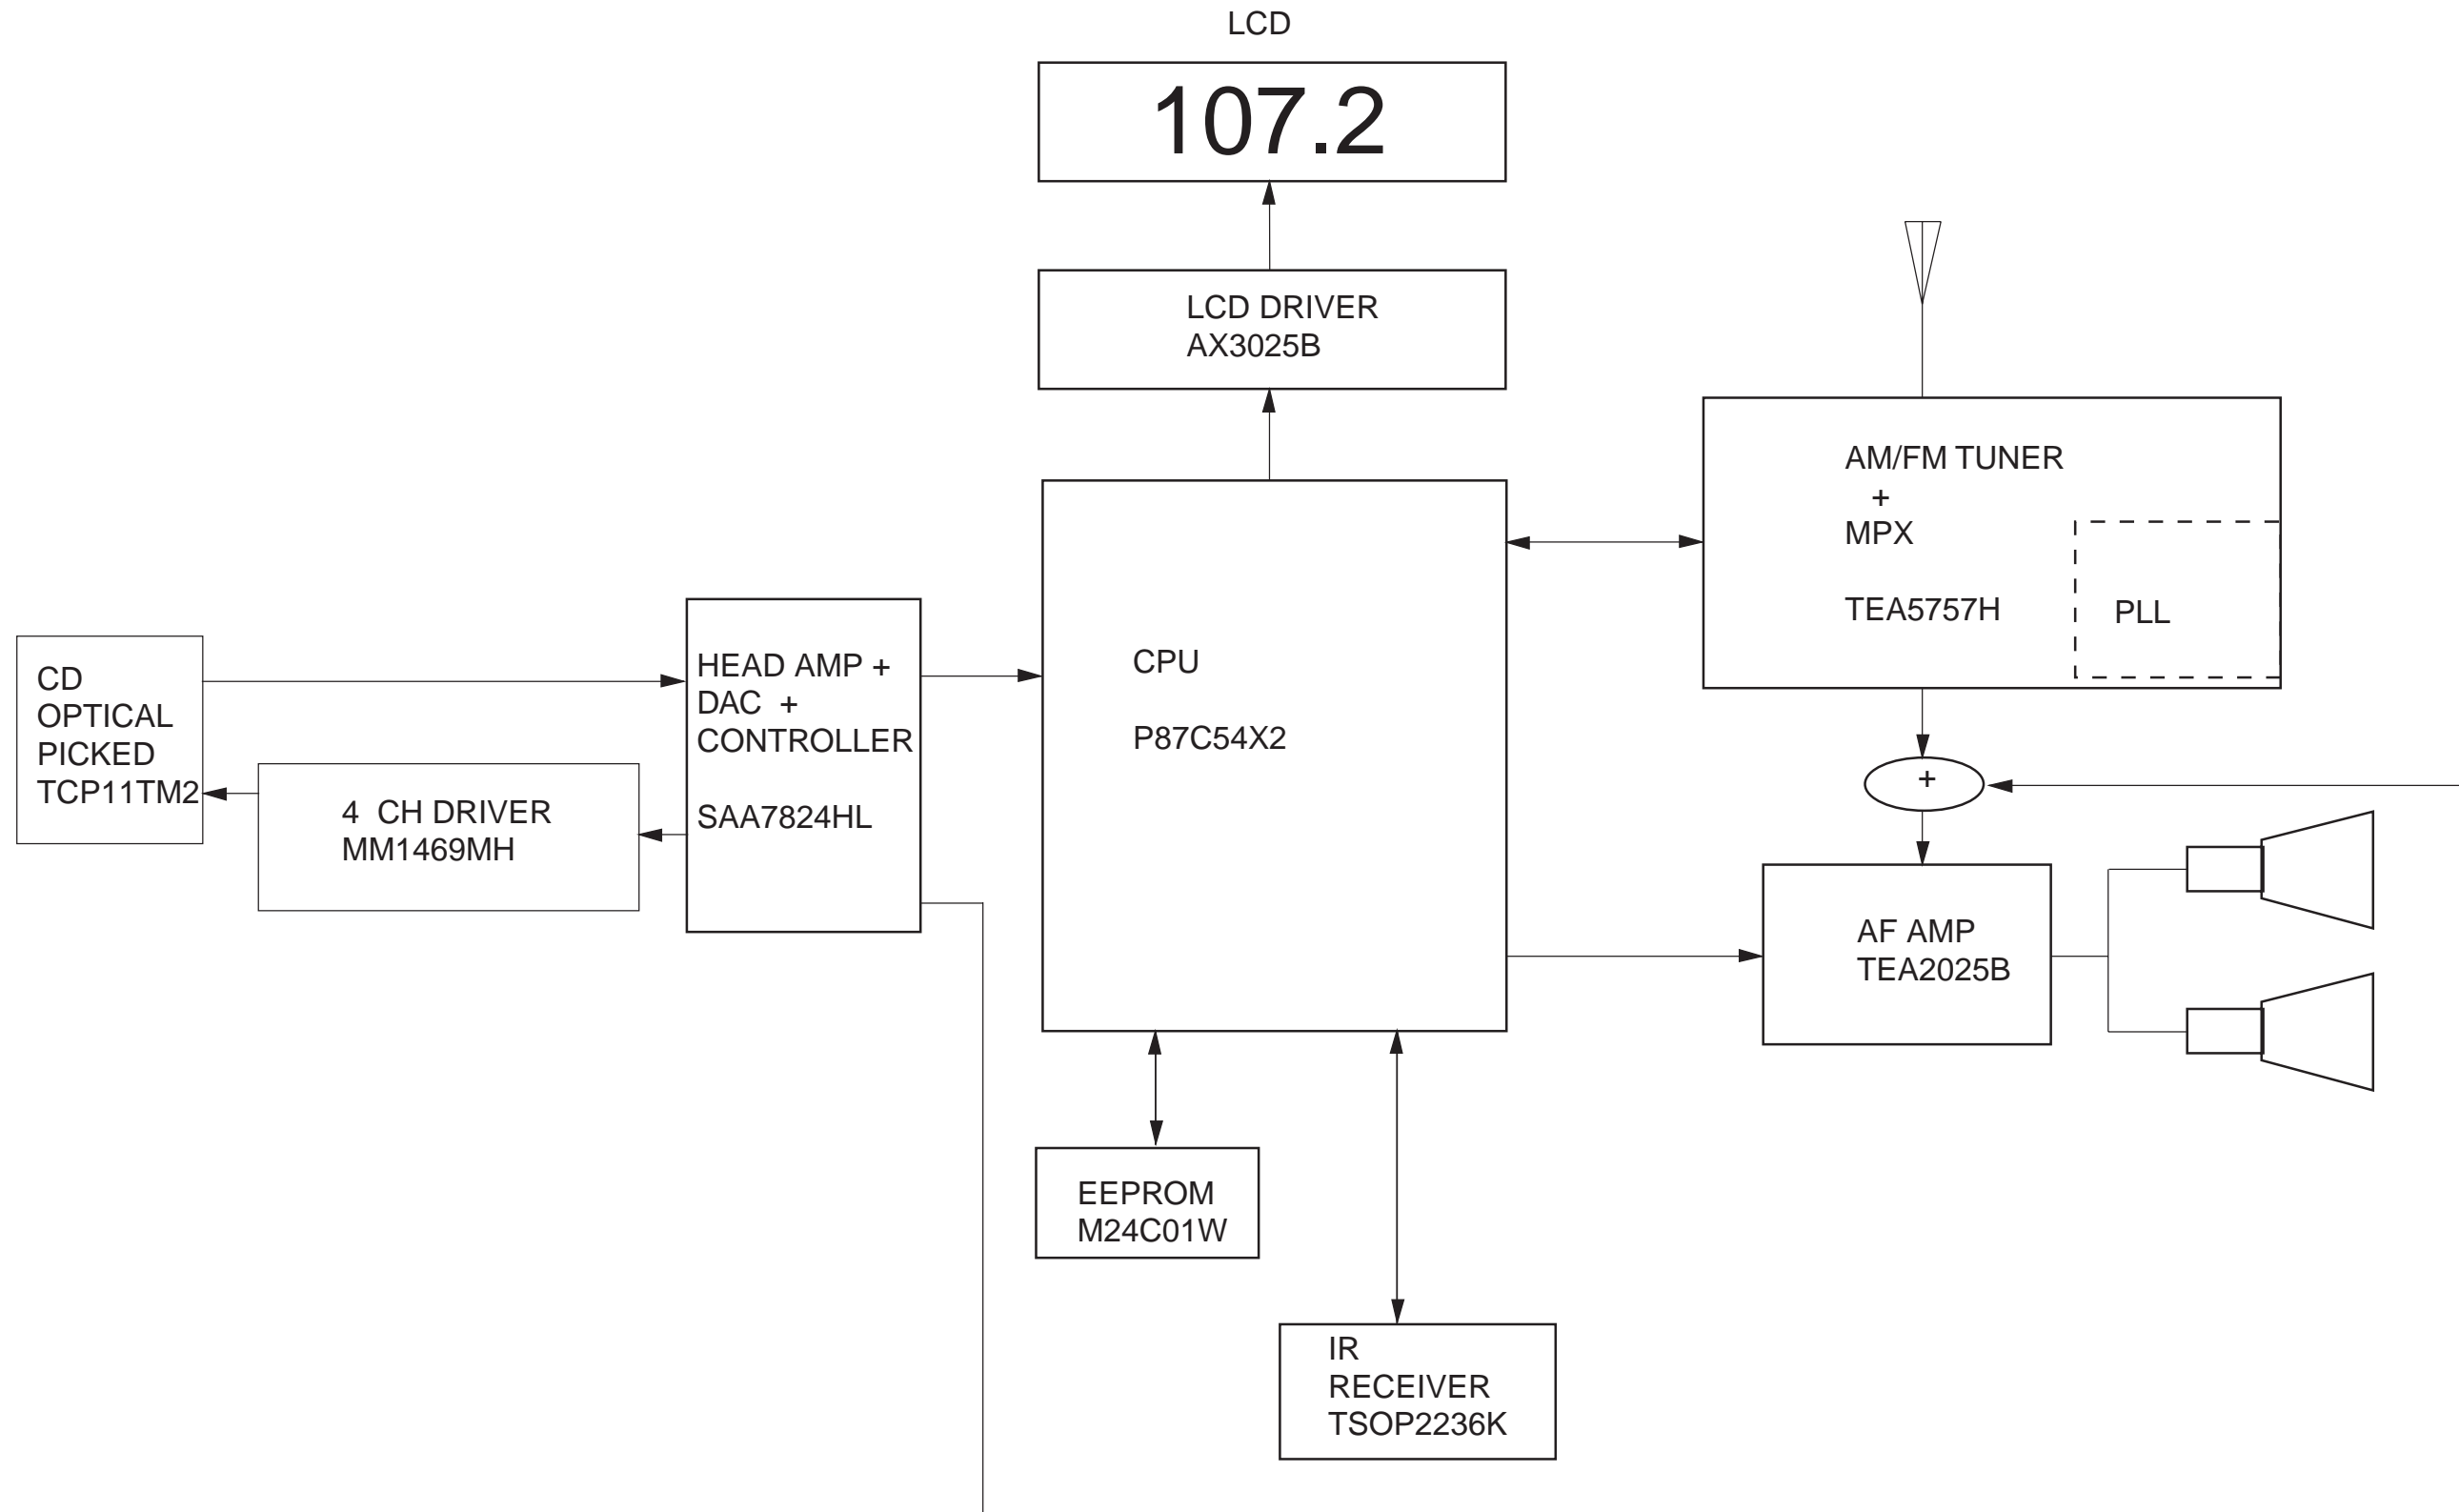 LCD
107.2
LCD DRIVER
AX3025B
AM/FM TUNER
+
MPX
TEA5757H
PLL
CD
OPTICAL
PICKED
TCP11TM2
4 CH DRIVER
MM1469MH
HEAD AMP +
DAC +
CONTROLLER
SAA7824HL
CPU
P87C54X2
+
AF AMP
TEA2025B
EEPROM
M24C01W
IR
RECEIVER
TSOP2236K